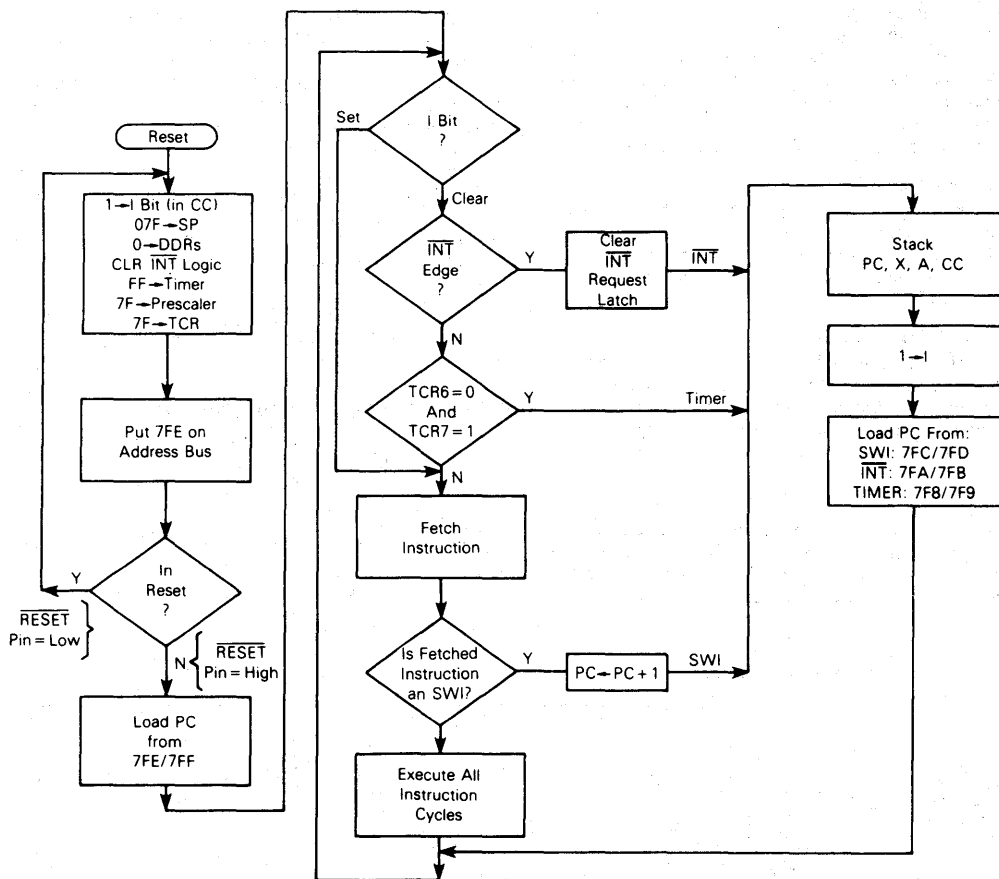 Reset
1→I Bit (in CC)
07F→SP
0→DDRs
CLR INT Logic
FF→Timer
7F→Prescaler
7F→TCR
Put 7FE on
Address Bus
In
Reset
?
Y
RESET
Pin = Low
N
RESET
Pin = High
Load PC
from
7FE/7FF
I Bit
?
Set
Clear
INT
Edge
?
Y
Clear
INT
Request
Latch
INT
N
TCR6 = 0
And
TCR7 = 1
Y
Timer
N
Fetch
Instruction
Is Fetched
Instruction
an SWI?
Y
PC←PC + 1
SWI
Execute All
Instruction
Cycles
Stack
PC, X, A, CC
1→I
Load PC From:
SWI: 7FC/7FD
INT: 7FA/7FB
TIMER: 7F8/7F9